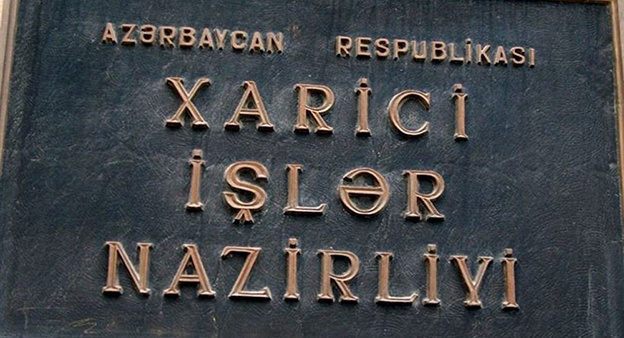 AZƏRBAYCAN RESPUBLİKASI
XARİCİ
İŞLƏR
NAZİRLİYİ